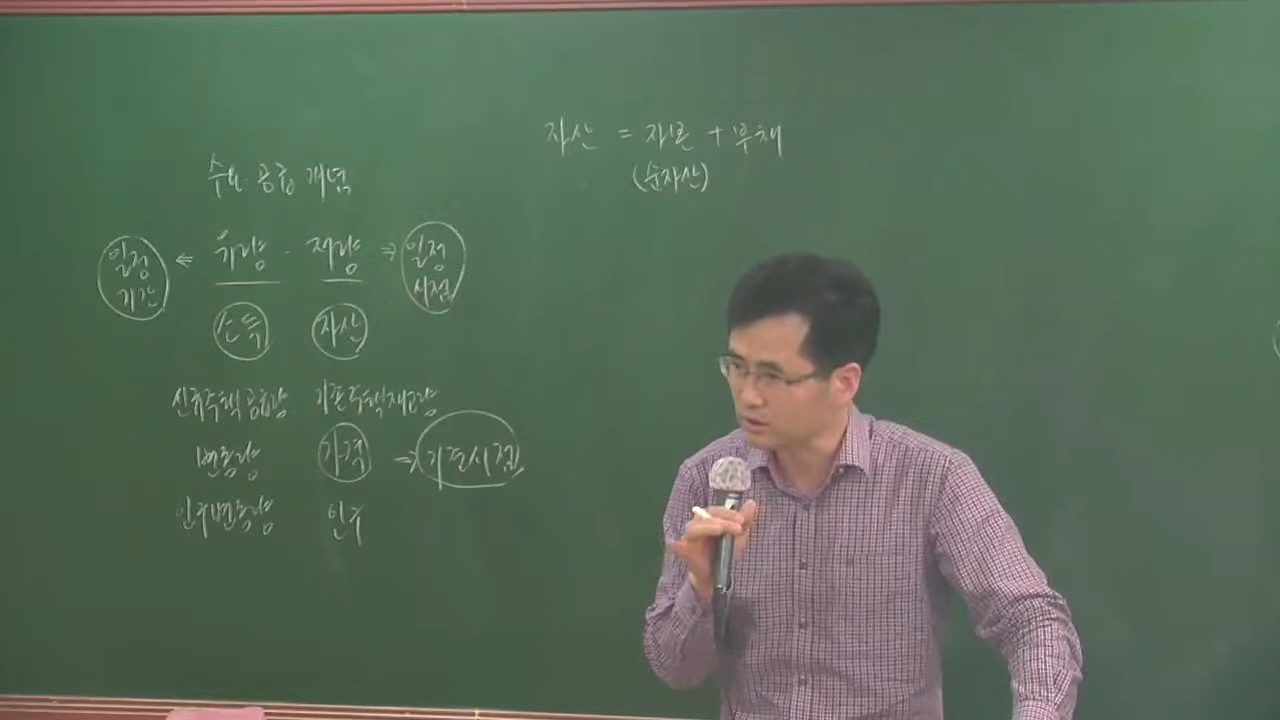 수요·공급 개념
일정 기간 ⇐ 유량 · 저량 ⇒ 일정 시점
소득 자산
신규주택공급량 기존주택재고량
변동량 가격 ⇒ 기준시점
인구변동량 인구
자산 = 자본 + 부채
(순자산)